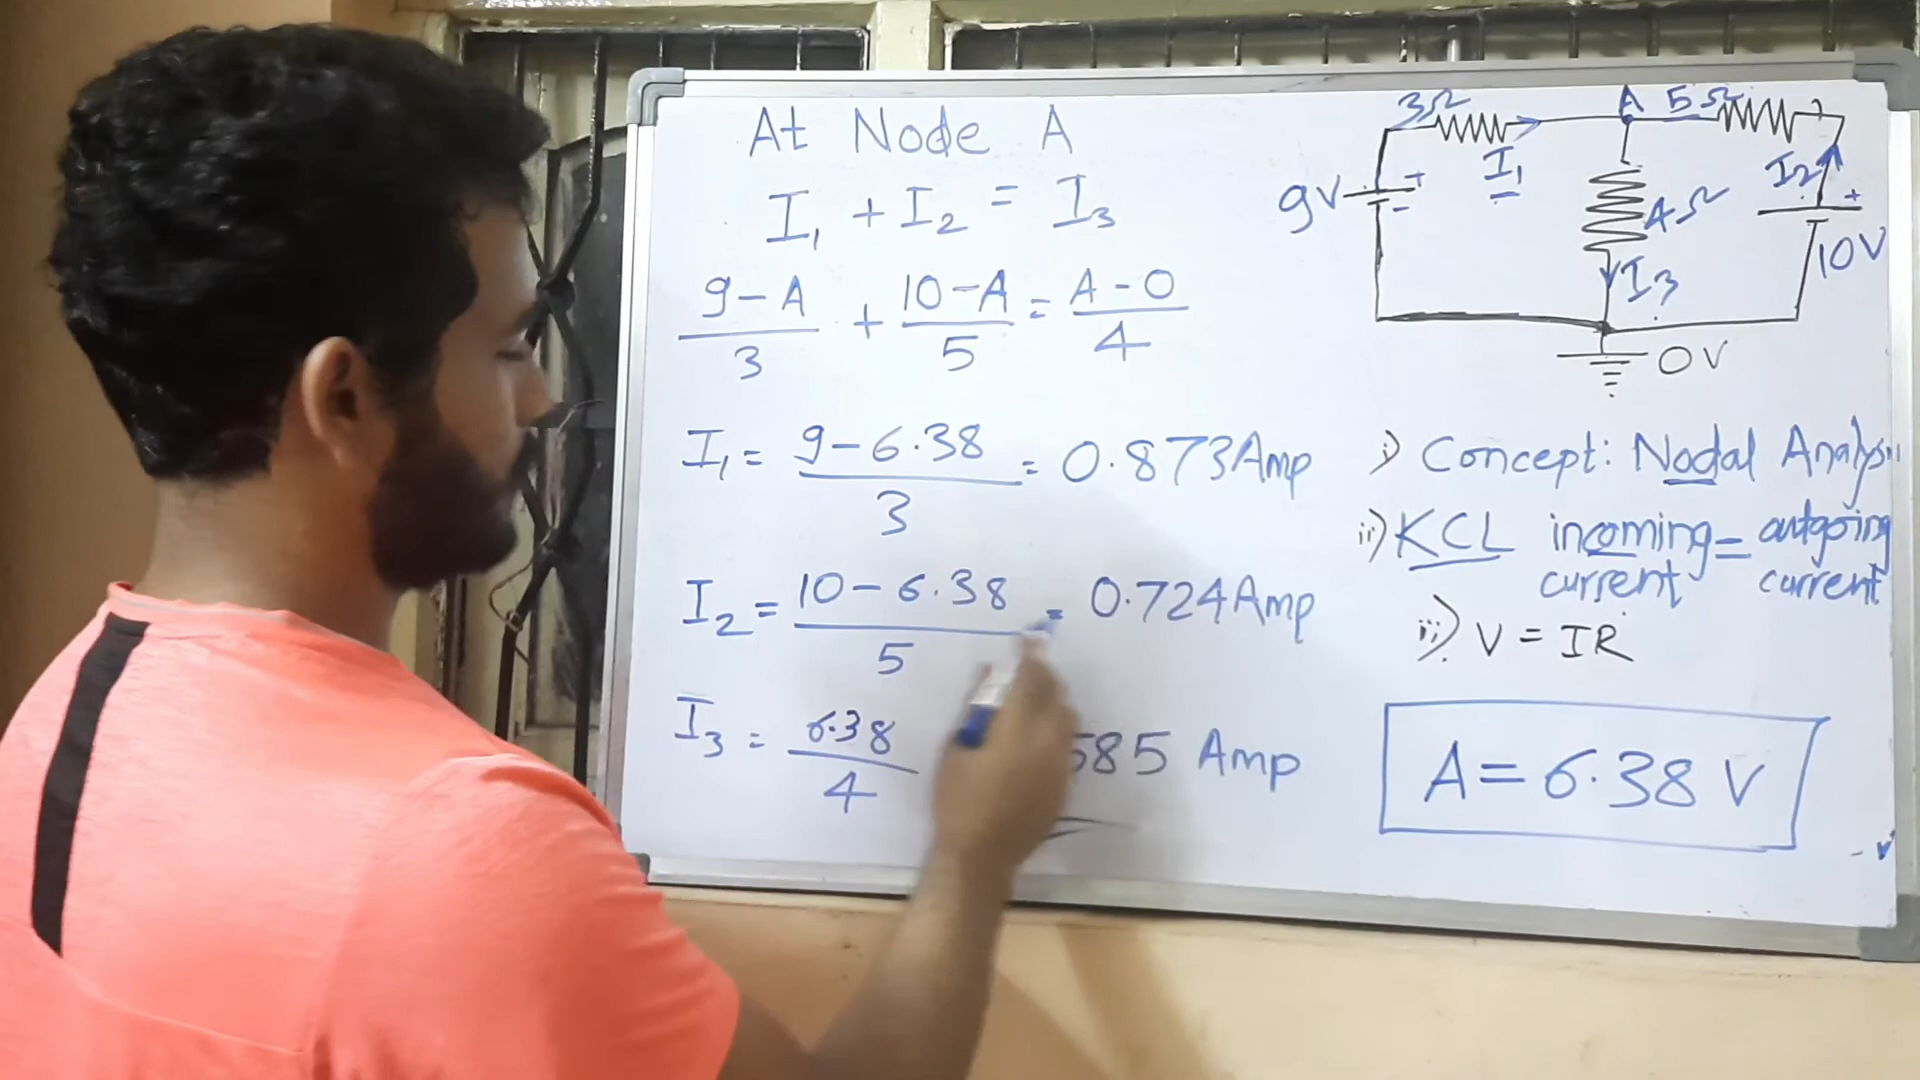 At Node A
I₁ + I₂ = I₃
9-A/3 + 10-A/5 = A-0/4
I₁ = 9-6.38/3 = 0.873Amp
I₂ = 10-6.38/5 = 0.724Amp
I₃ = 6.38/4 585 Amp
3Ω A 5Ω
I₁ I₂
9V + - 4Ω +
I₃ 10V
0V
i) Concept: Nodal Analysi
ii) KCL incoming = outgoing
current current
iii) V = IR
A = 6.38 V